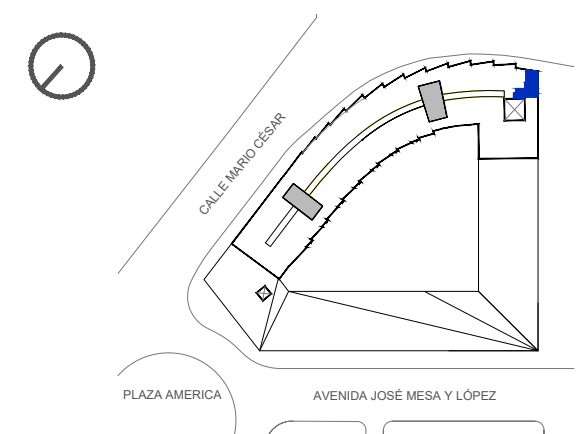 CALLE MARIO CÉSAR
PLAZA AMERICA
AVENIDA JOSÉ MESA Y LÓPEZ